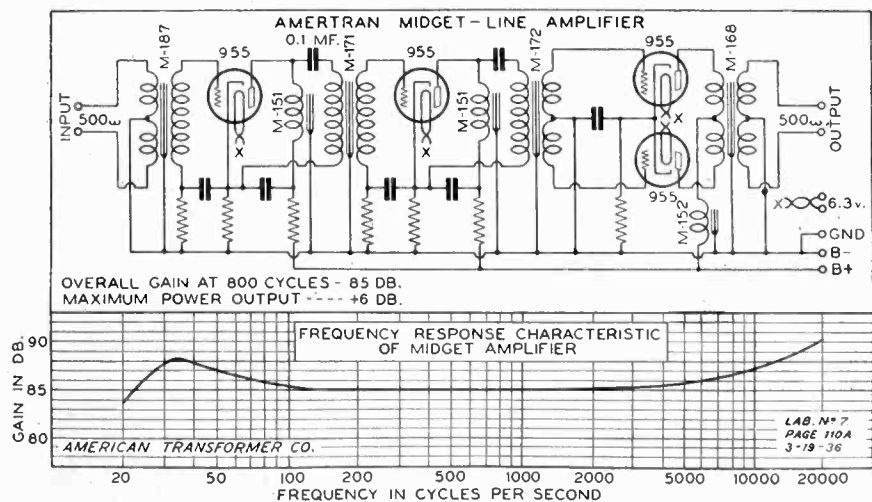 AMERTRAN MIDGET-LINE AMPLIFIER
M-187
955
0.1 MF.
M-171
955
M-172
955
M-168
M-151
M-151
INPUT
500ω
X
X
X
X
500ω
OUTPUT
955
M-152
X
6.3 v.
GND
B-
B+
OVERALL GAIN AT 800 CYCLES - 85 DB.
MAXIMUM POWER OUTPUT ---- +6 DB.
FREQUENCY RESPONSE CHARACTERISTIC
OF MIDGET AMPLIFIER
GAIN IN DB.
90
85
80
AMERICAN TRANSFORMER CO.
LAB. Nº 7
PAGE 110A
3-19-36
20 50 100 200 500 1000 2000 5000 10000 20000
FREQUENCY IN CYCLES PER SECOND